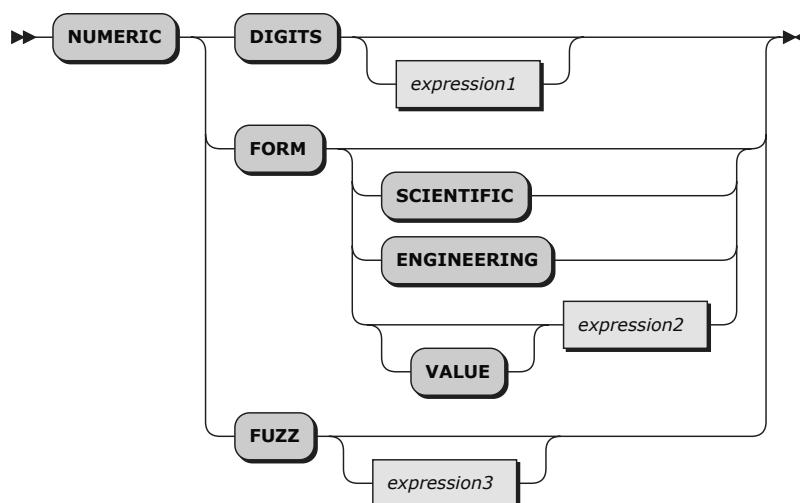 NUMERIC DIGITS
expression1
FORM
SCIENTIFIC
ENGINEERING
expression2
VALUE
FUZZ
expression3